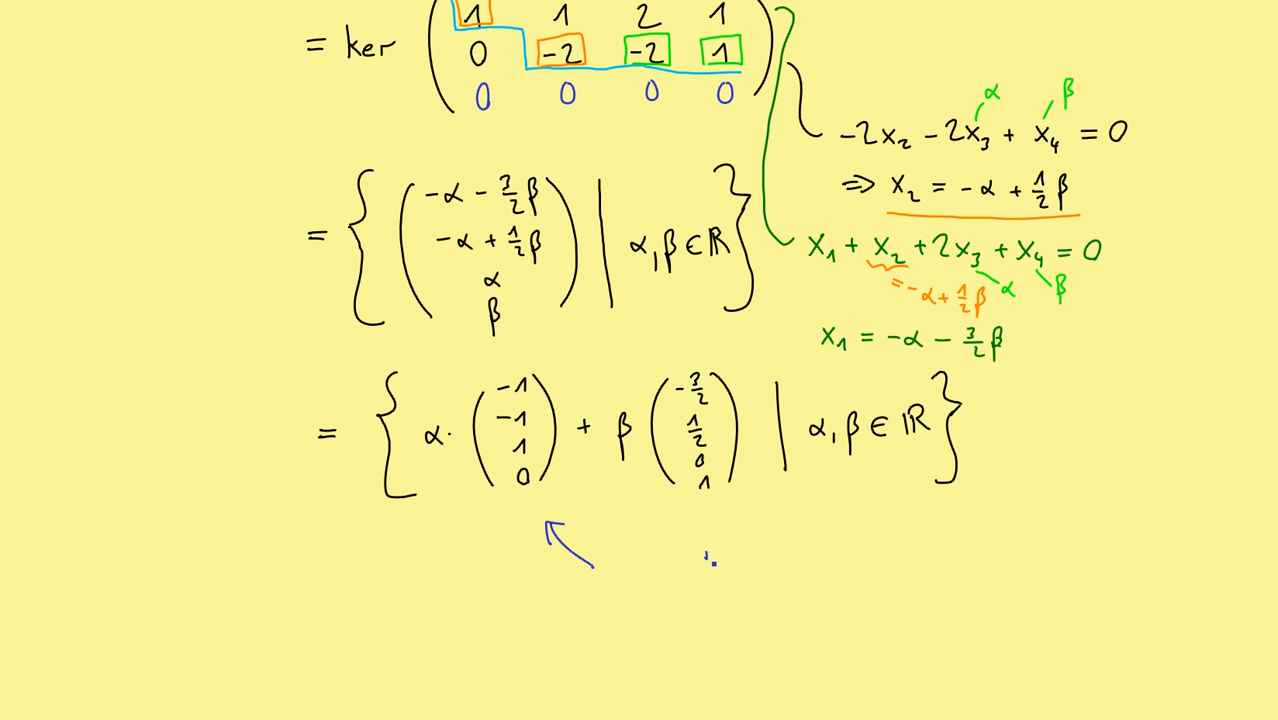 1 1 2 1
= ker ( 0 -2 -2 1 )
0 0 0 0
α β
-2x₂ - 2x₃ + x₄ = 0
⇒ x₂ = -α + ½β
= { ( -α - 3/2 β
-α + ½β
α
β ) | α, β ∈ ℝ }
x₁ + x₂ + 2x₃ + x₄ = 0
= -α + ½β α β
x₁ = -α - 3/2 β
= { α · ( -1
-1
1
0 ) + β ( -3/2
½
0
1 ) | α, β ∈ ℝ }